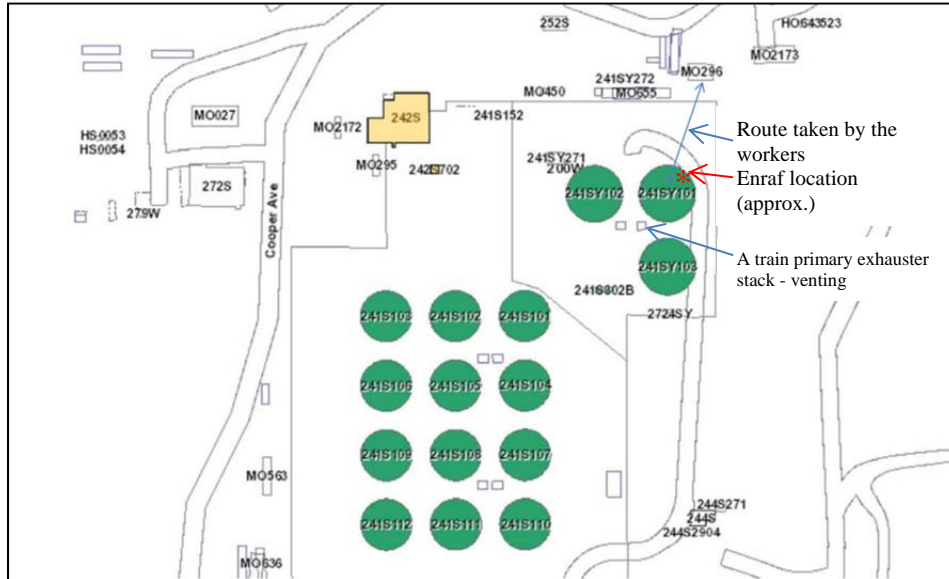 252S
HO643523
MO2173
MO296
241SY272
MO655
MO450
MO027
242S
241S152
MO2172
HS0053
HS0054
MO295
272S
279W
Cooper Ave
241SY271
200W
241SY102
241SY101
Route taken by the
workers
Enraf location
(approx.)
A train primary exhauster
stack - venting
241SY103
241S302B
2724SY
241S103
241S102
241S101
241S106
241S105
241S104
241S109
241S108
241S107
241S112
241S111
241S110
MO563
MO636
244S271
244S
244S2904